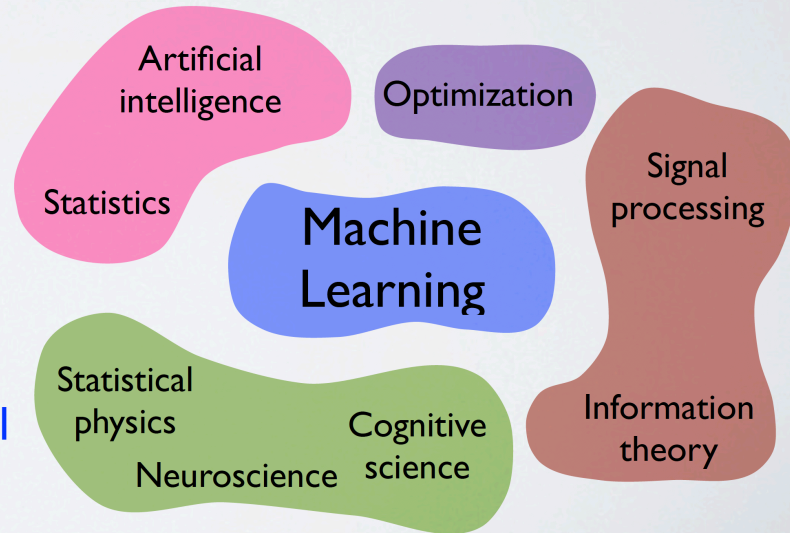 Artificial
intelligence
Optimization
Statistics
Signal
processing
Machine
Learning
Statistical
physics
Neuroscience
Cognitive
science
Information
theory